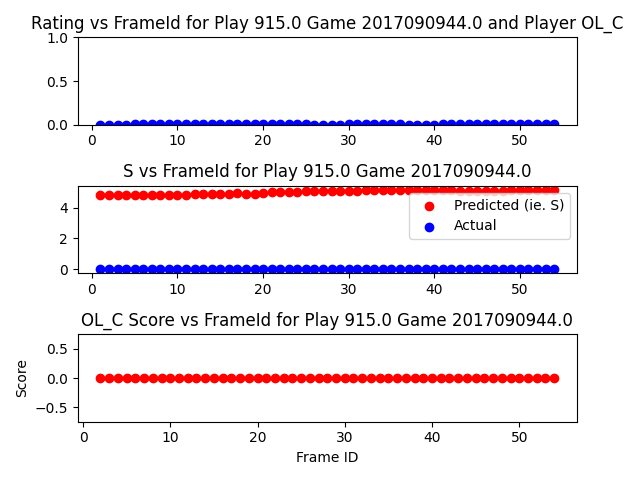 Rating vs FrameId for Play 915.0 Game 2017090944.0 and Player OL_C
1.0
0.5
0.0
0 10 20 30 40 50
S vs FrameId for Play 915.0 Game 2017090944.0
4
2
0
Predicted (ie. S)
Actual
0 10 20 30 40 50
OL_C Score vs FrameId for Play 915.0 Game 2017090944.0
0.5
0.0
−0.5
Score
0 10 20 30 40 50
Frame ID